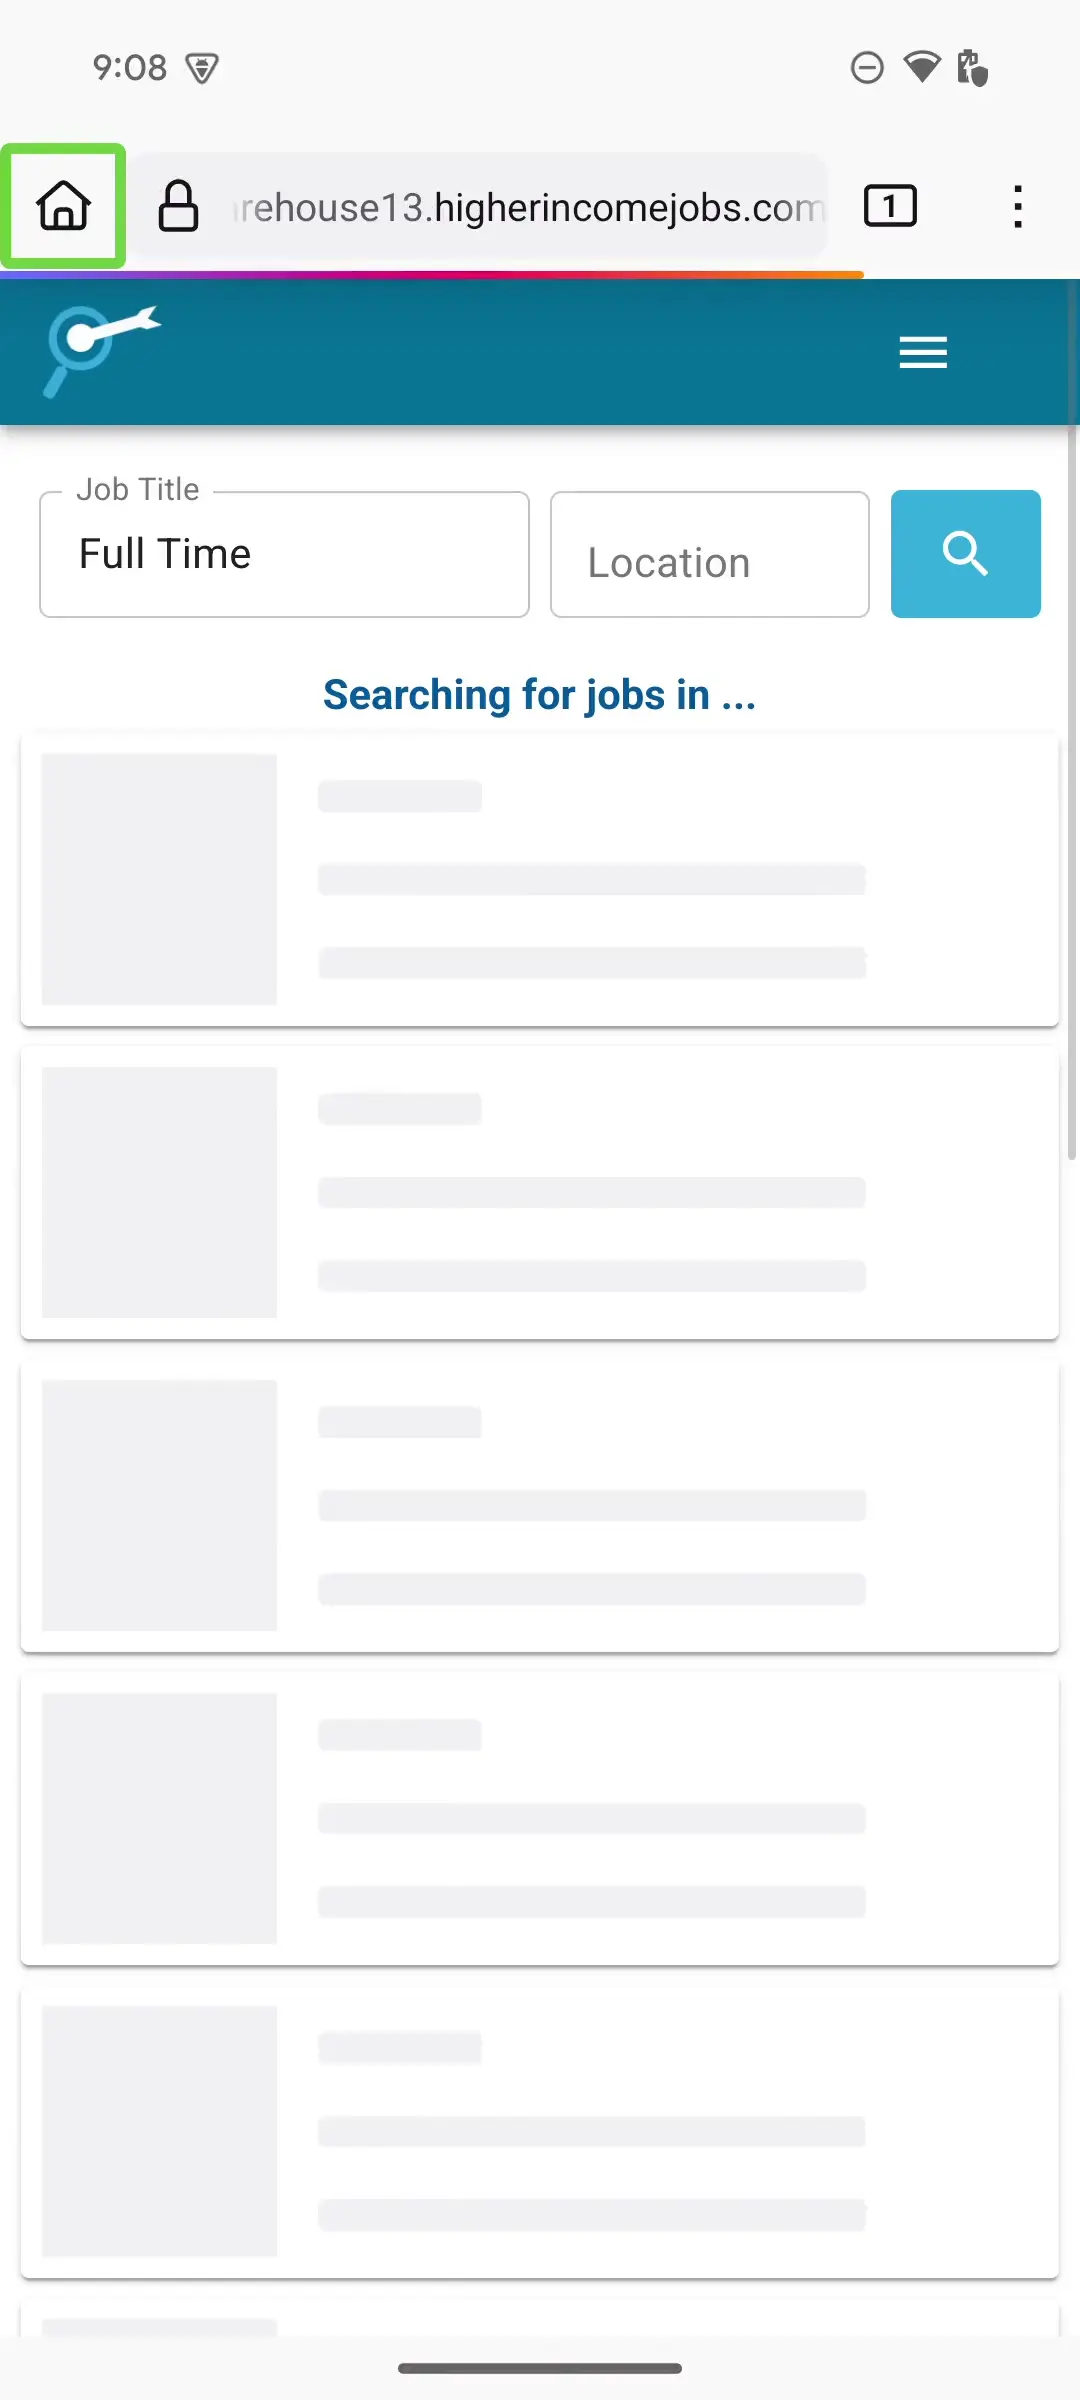 9:08
rehouse13.higherincomejobs.com
1
Job Title
Full Time
Location
Searching for jobs in ...